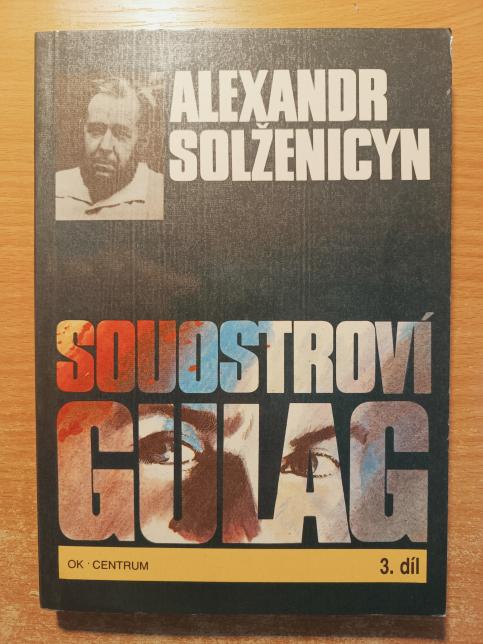 ALEXANDR
SOLŽENICYN
SOUOSTROVÍ
GULAG
OK · CENTRUM 3. díl